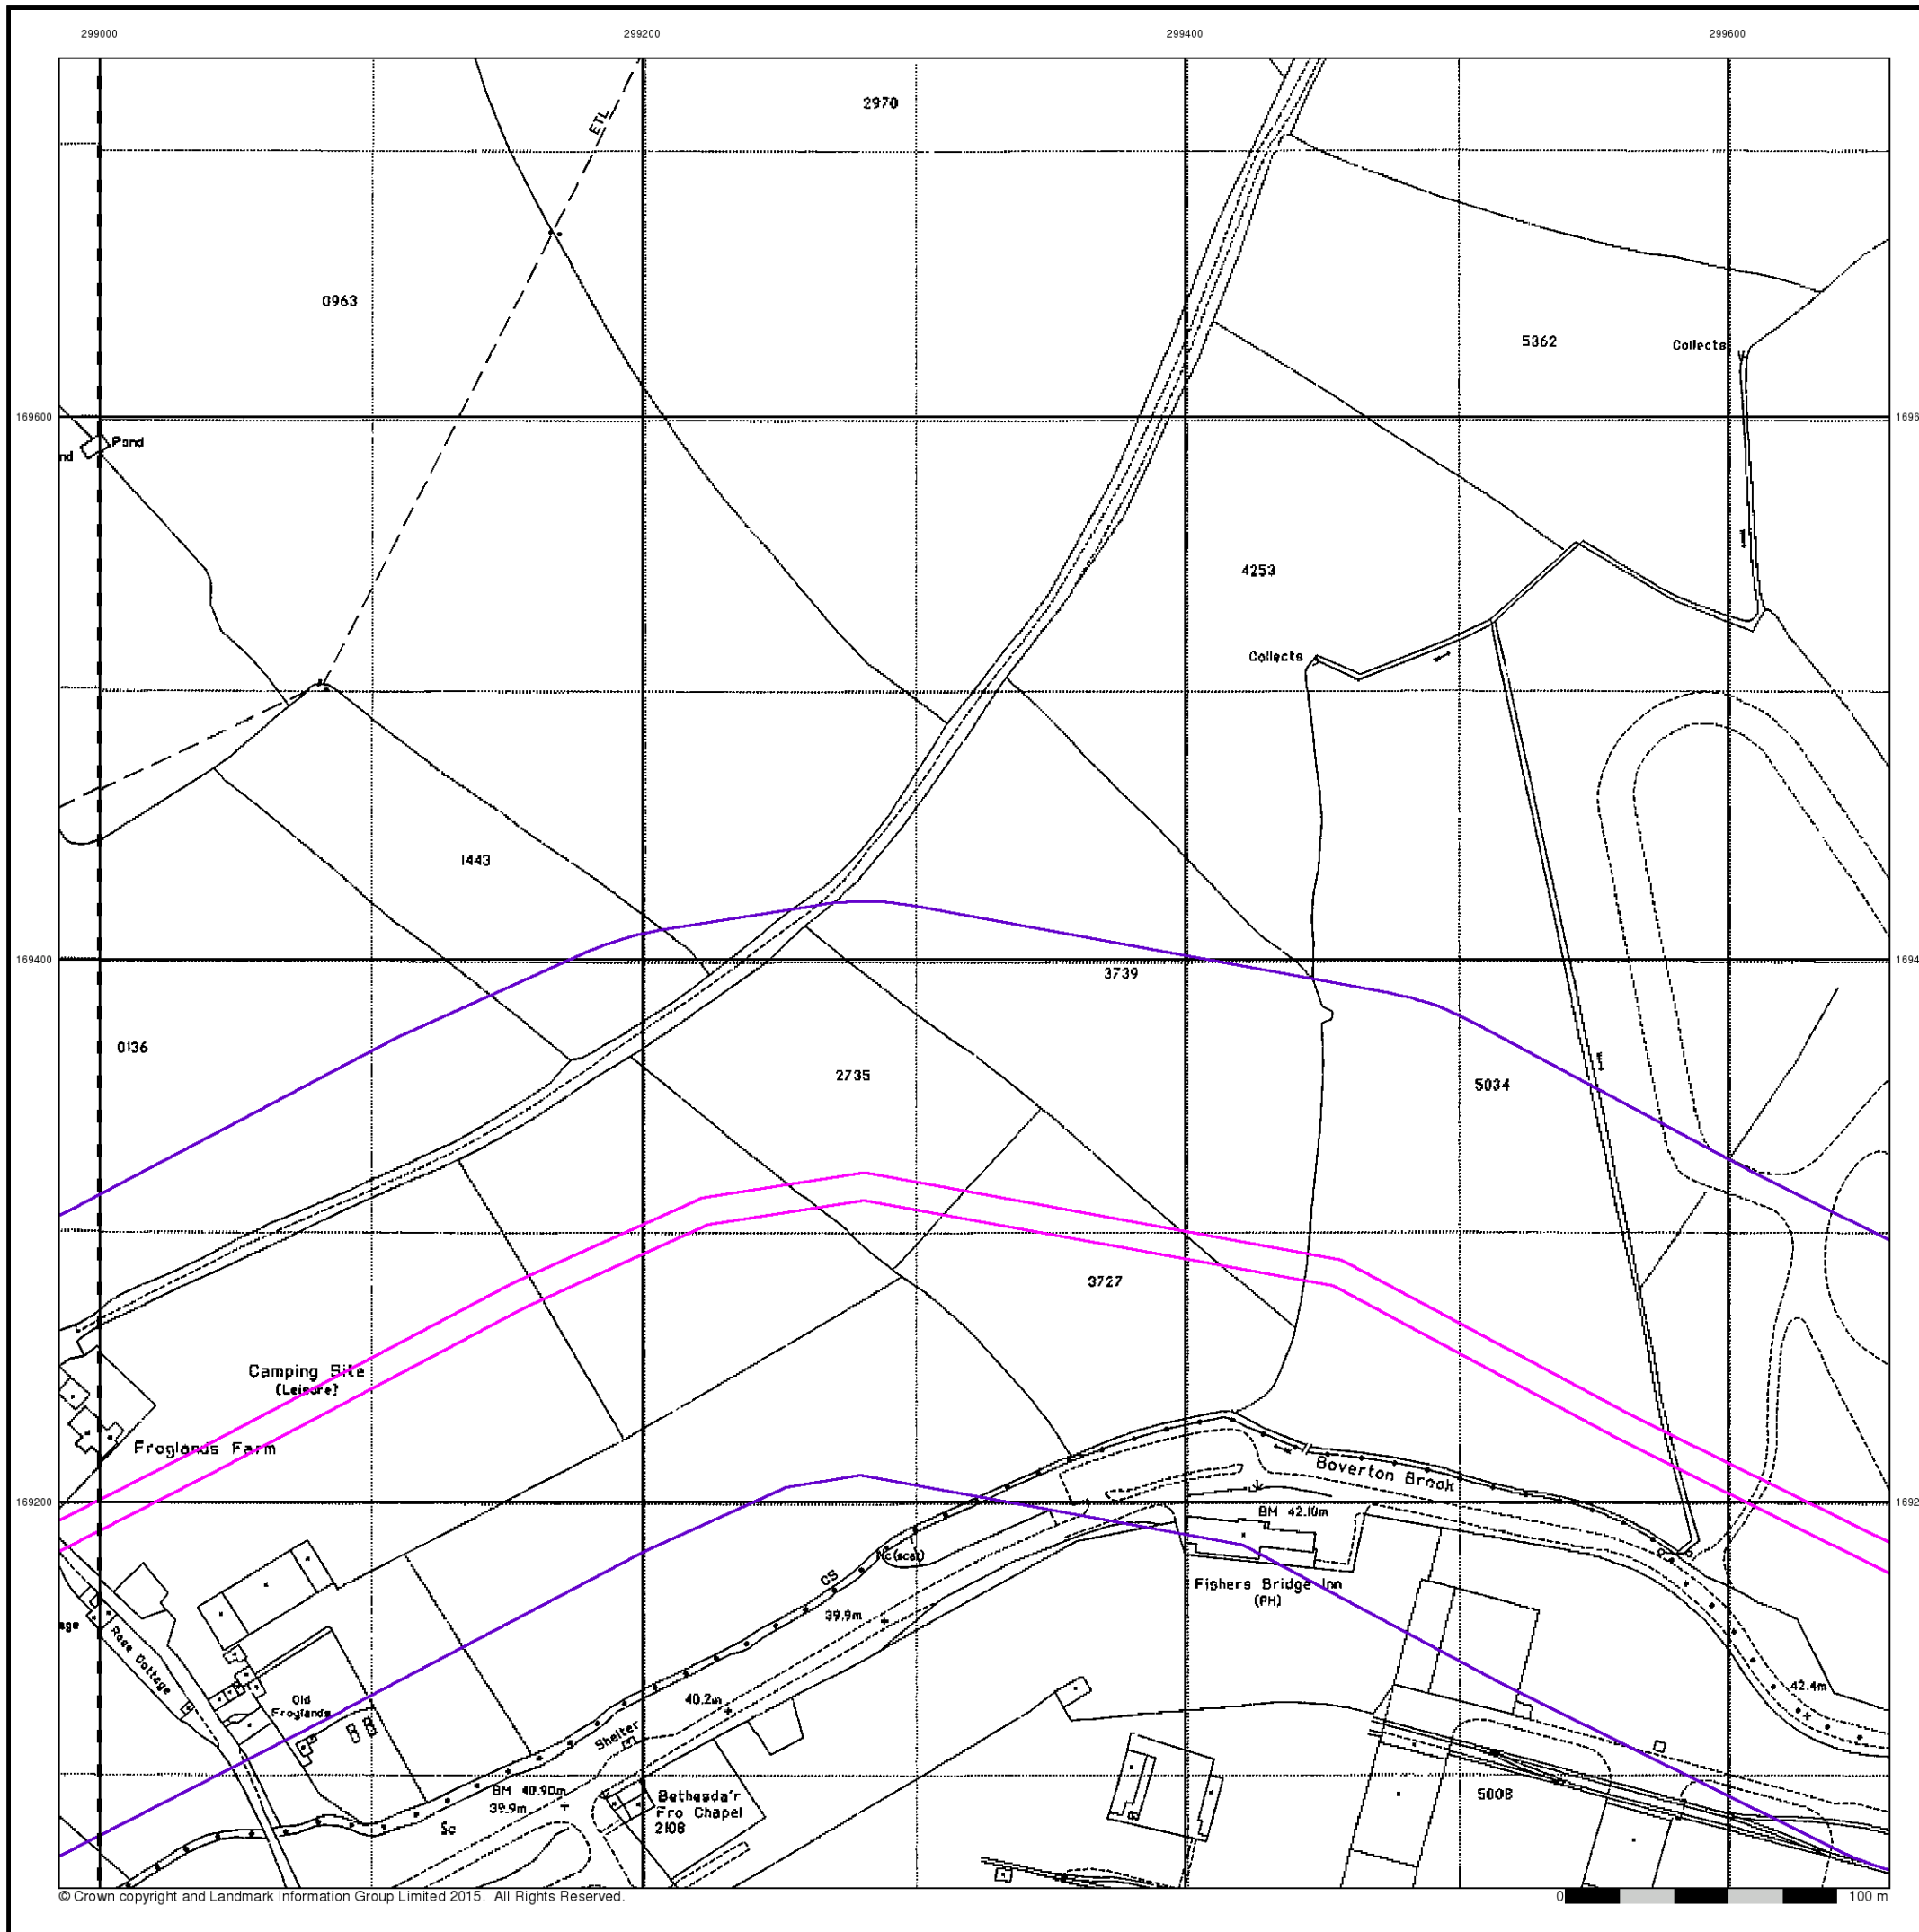 299000 299200 299400 299600
2970
ETL
0963
5362
Collects
169600
Pond
nd
4253
Collects
1443
169400
3739
0136
2735
5034
3727
Camping Site
(Leisure)
Froglands Farm
Boverton Brook
169200
BM 42.10m
Nc(scat)
CS
Fishers Bridge Inn
(PH)
39.9m
age
Rose Cottage
40.2m
42.4m
Old
Froglands
Shelter
BM 40.90m
39.9m
Sc
Bethesda'r
Fro Chapel
2108
5008
© Crown copyright and Landmark Information Group Limited 2015. All Rights Reserved.
0 100 m